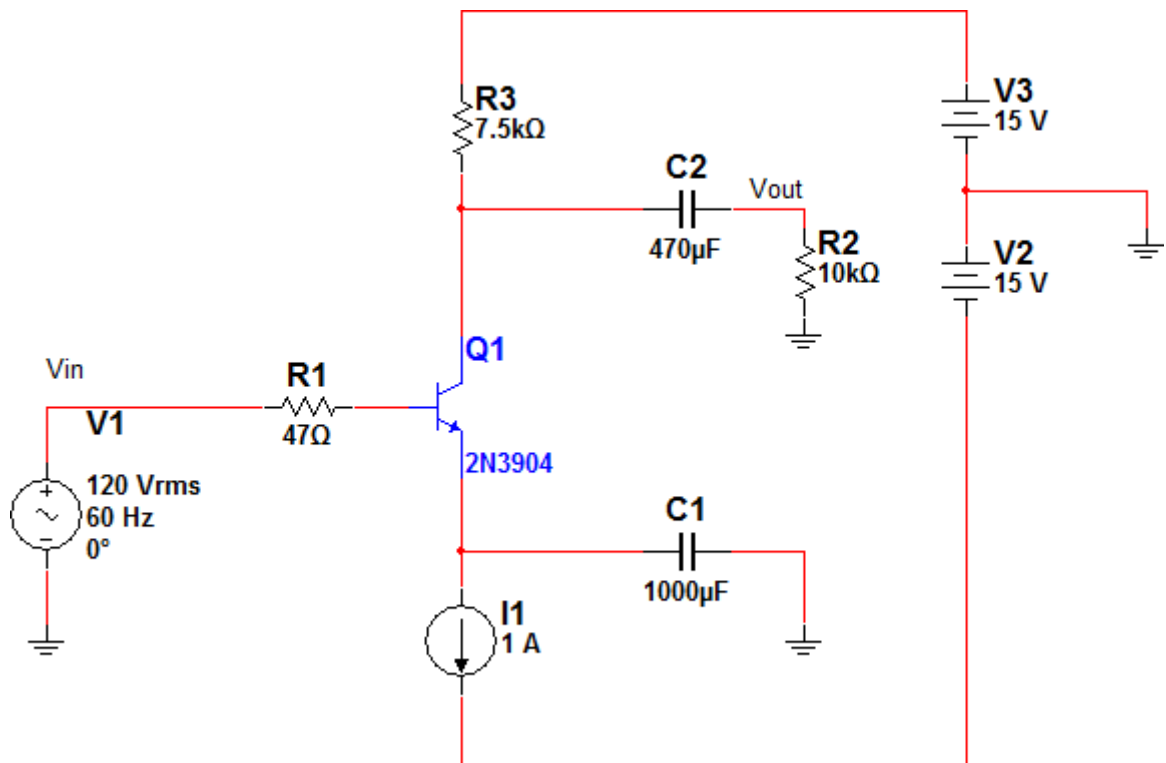 R3
7.5kΩ
V3
15 V
C2
470µF
Vout
R2
10kΩ
V2
15 V
Q1
2N3904
Vin
V1
120 Vrms
60 Hz
0°
R1
47Ω
C1
1000µF
I1
1 A